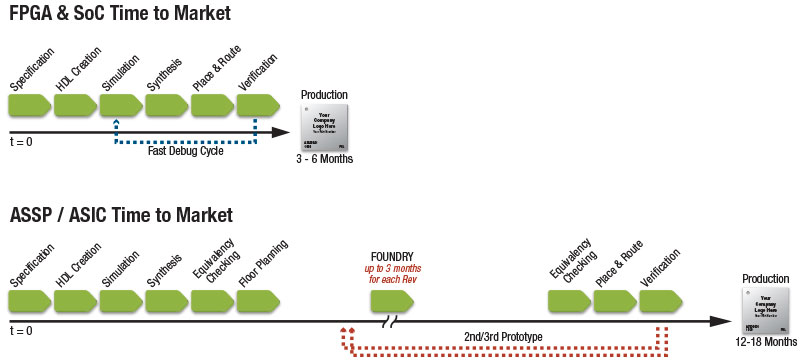 FPGA & SoC Time to Market
Specification
HDL Creation
Simulation
Synthesis
Place & Route
Verification
Production
Your
Company
Logo Here
t = 0
Fast Debug Cycle
3 - 6 Months
ASSP / ASIC Time to Market
Specification
HDL Creation
Simulation
Synthesis
Equivalency
Checking
Floor Planning
FOUNDRY
up to 3 months
for each Rev
Equivalency
Checking
Place & Route
Verification
Production
Your
Company
Logo Here
t = 0
2nd/3rd Prototype
12-18 Months